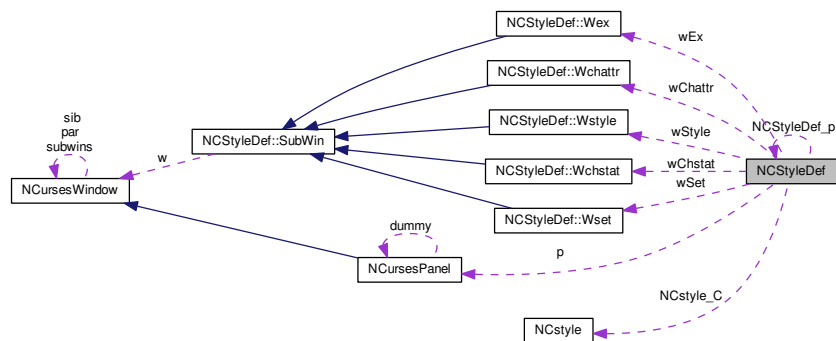 NCStyleDef::Wex
wEx
NCStyleDef::Wchattr
wChattr
sib
par
subwins
NCStyleDef::Wstyle
wStyle
NCStyleDef_p
NCStyleDef::SubWin
w
NCStyleDef::Wchstat
wChstat
NCStyleDef
NCursesWindow
wSet
NCStyleDef::Wset
dummy
p
NCursesPanel
NCstyle_C
NCstyle